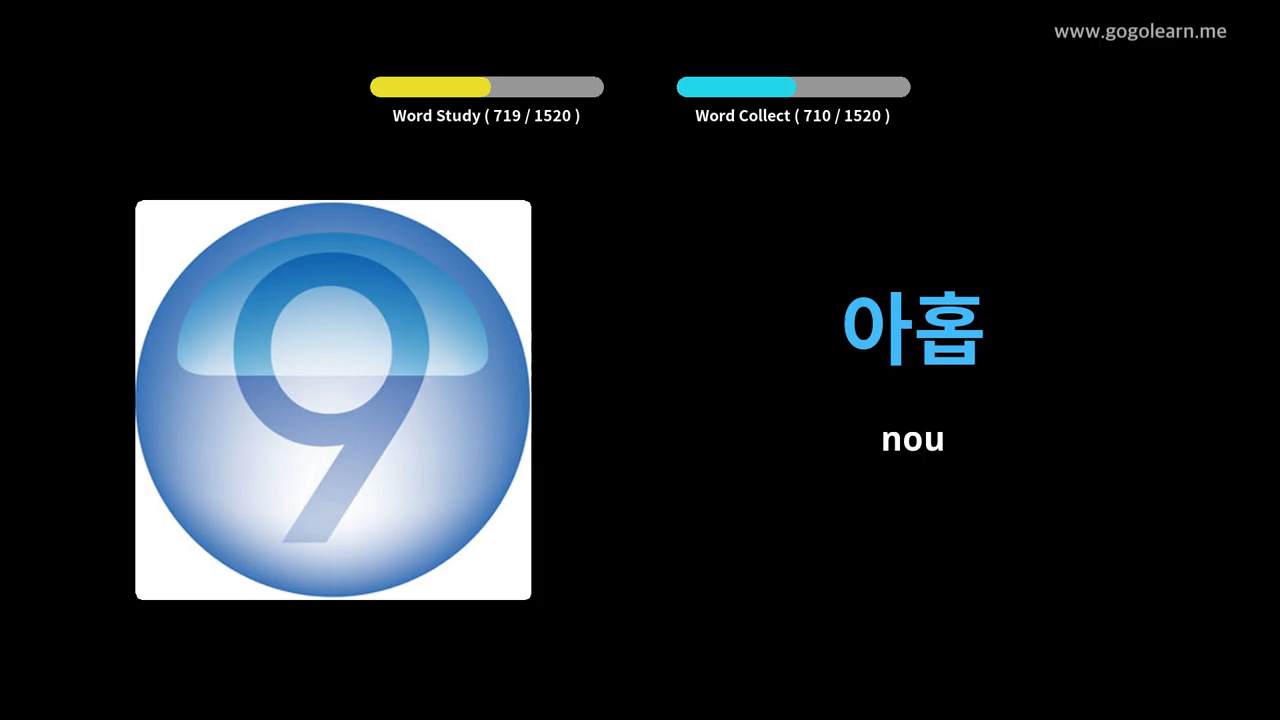 www.gogolearn.me
Word Study ( 719 / 1520 )
Word Collect ( 710 / 1520 )
9
아홉
nou